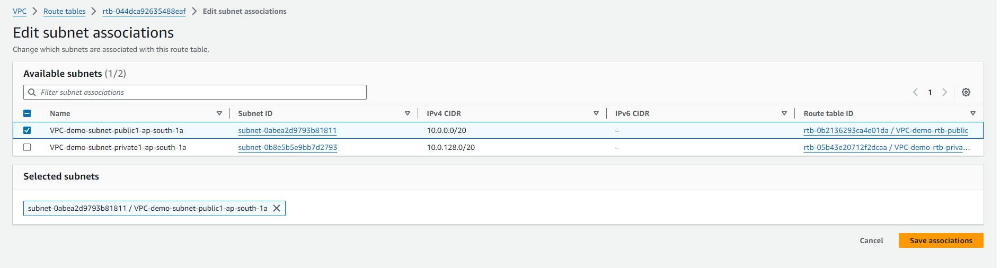 VPC > Route tables > rtb-044dca92635488eaf > Edit subnet associations
Edit subnet associations
Change which subnets are associated with this route table.
Available subnets (1/2)
Filter subnet associations
1
Name Subnet ID IPv4 CIDR IPv6 CIDR Route table ID
VPC-demo-subnet-public1-ap-south-1a subnet-0abea2d9793b81811 10.0.0.0/20 – rtb-0b2136293ca4e01da / VPC-demo-rtb-public
VPC-demo-subnet-private1-ap-south-1a subnet-0b8e5b5e9bb7d2793 10.0.128.0/20 – rtb-05b43e20712f2dcaa / VPC-demo-rtb-priva...
Selected subnets
subnet-0abea2d9793b81811 / VPC-demo-subnet-public1-ap-south-1a
Cancel Save associations